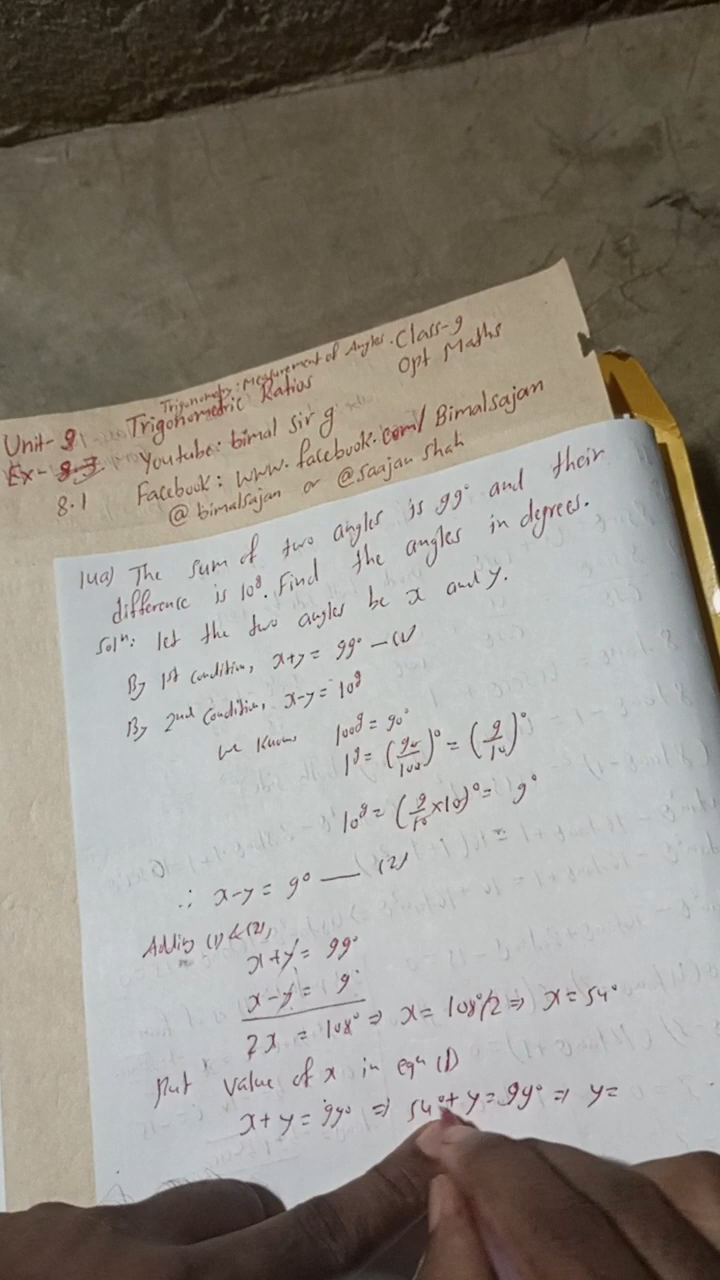 Trigonometry: Measurement of Angles. Class-9
Unit-8 Trigonometric Ratios Opt Maths
Ex- 8.1 Youtube: bimal sir g
Facebook: www.facebook.com/Bimalsajan
@bimalsajan or @saajan shah
14a) The sum of two angles is 99° and their
difference is 10g. Find the angles in degrees.
Soln: let the two angles be x and y.
By 1st Condition, x+y = 99° —(1)
By 2nd Condition, x-y = 10g
we know 100g = 90°
1g = (90/100)° = (9/10)°
10g = (9/10 ×10)° = 9°
∴ x-y = 9° — (2)
Adding (1) & (2),
x+y = 99°
x-y = 9°
2x = 108° ⇒ x = 108°/2 ⇒ x = 54°
Put value of x in eqn (1)
x+y = 99° ⇒ 54°+ y = 99° ⇒ y =